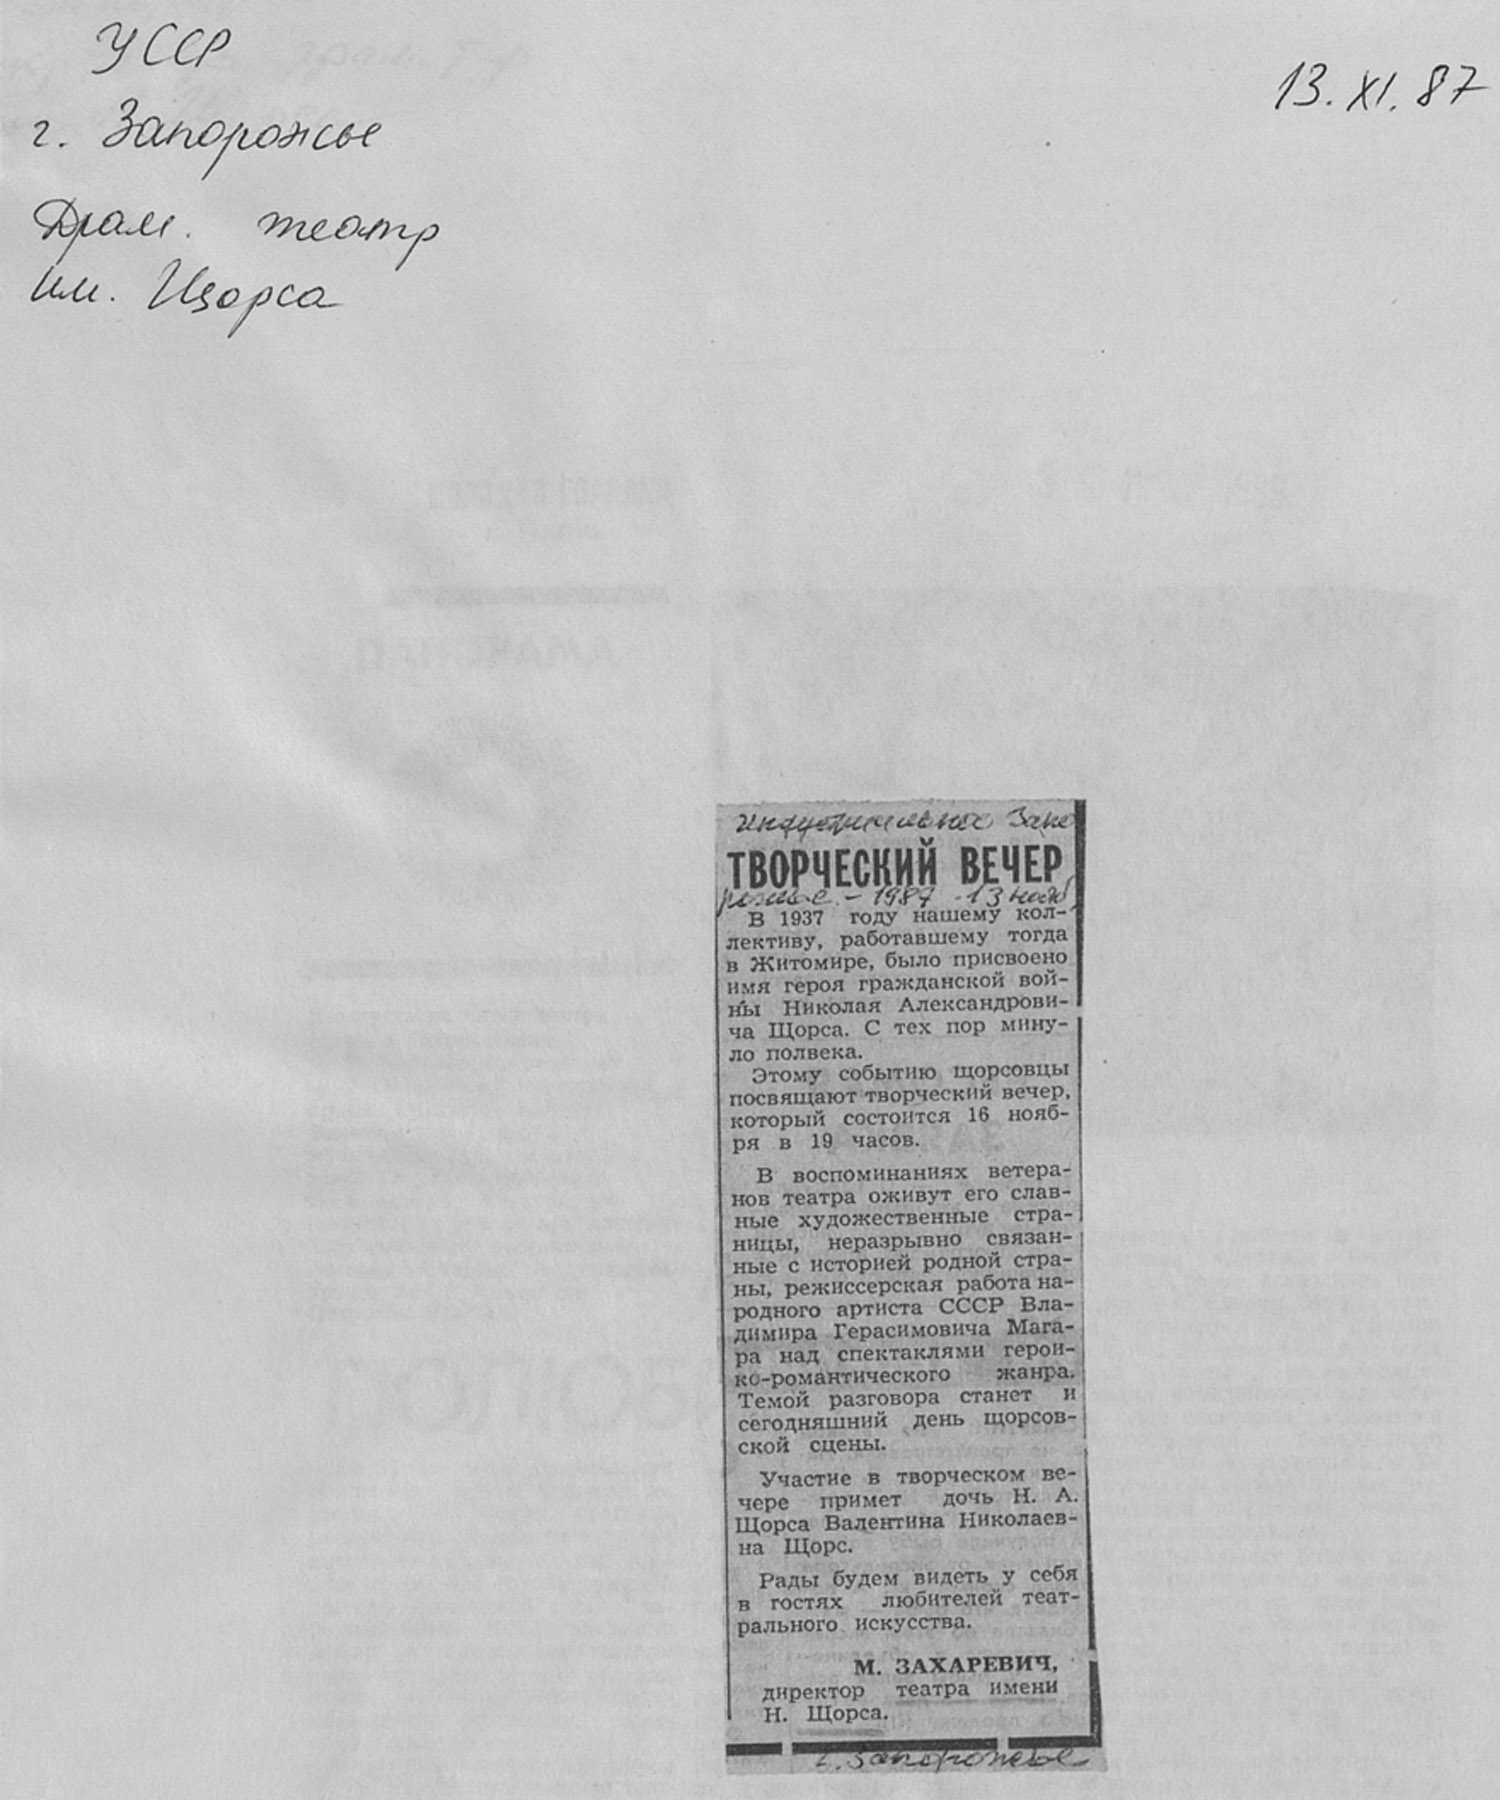 УССР
13. XI. 87
г. Запорожье
Драм. театр
им. Щорса
Индустриальное Запо
ТВОРЧЕСКИЙ ВЕЧЕР
рожье. – 1987 – 13 нояб
В 1937 году нашему кол-
лективу, работавшему тогда
в Житомире, было присвоено
имя героя гражданской вой-
ны Николая Александрови-
ча Щорса. С тех пор мину-
ло полвека.
Этому событию щорсовцы
посвящают творческий вечер,
который состоится 16 нояб-
ря в 19 часов.
В воспоминаниях ветера-
нов театра оживут его слав-
ные художественные стра-
ницы, неразрывно связан-
ные с историей родной стра-
ны, режиссерская работа на-
родного артиста СССР Вла-
димира Герасимовича Мага-
ра над спектаклями герои-
ко-романтического жанра.
Темой разговора станет и
сегодняшний день щорсов-
ской сцены.
Участие в творческом ве-
чере примет дочь Н. А.
Щорса Валентина Николаев-
на Щорс.
Рады будем видеть у себя
в гостях любителей теат-
рального искусства.
М. ЗАХАРЕВИЧ,
директор театра имени
Н. Щорса.
г. Запорожье